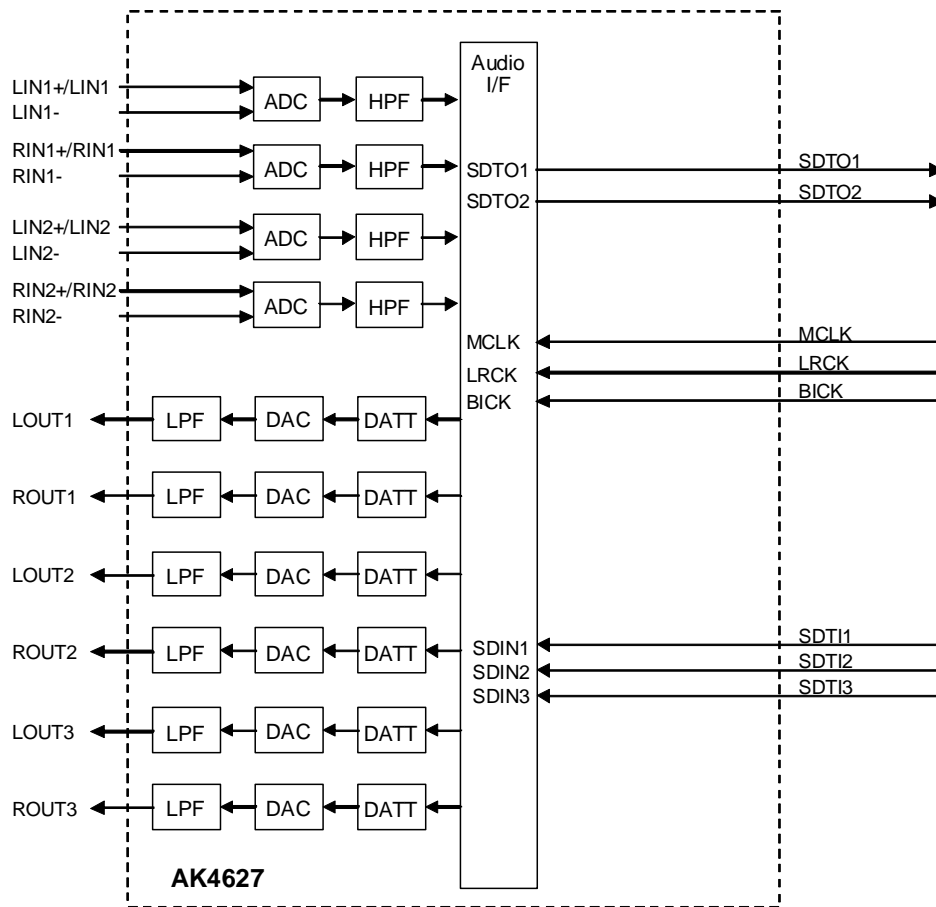 Audio
I/F
LIN1+/LIN1
LIN1-
ADC
HPF
RIN1+/RIN1
RIN1-
ADC
HPF
SDTO1
SDTO1
SDTO2
SDTO2
LIN2+/LIN2
LIN2-
ADC
HPF
RIN2+/RIN2
RIN2-
ADC
HPF
MCLK
MCLK
LRCK
LRCK
BICK
BICK
LOUT1
LPF
DAC
DATT
ROUT1
LPF
DAC
DATT
LOUT2
LPF
DAC
DATT
ROUT2
LPF
DAC
DATT
SDIN1
SDTI1
SDIN2
SDTI2
SDIN3
SDTI3
LOUT3
LPF
DAC
DATT
ROUT3
LPF
DAC
DATT
AK4627